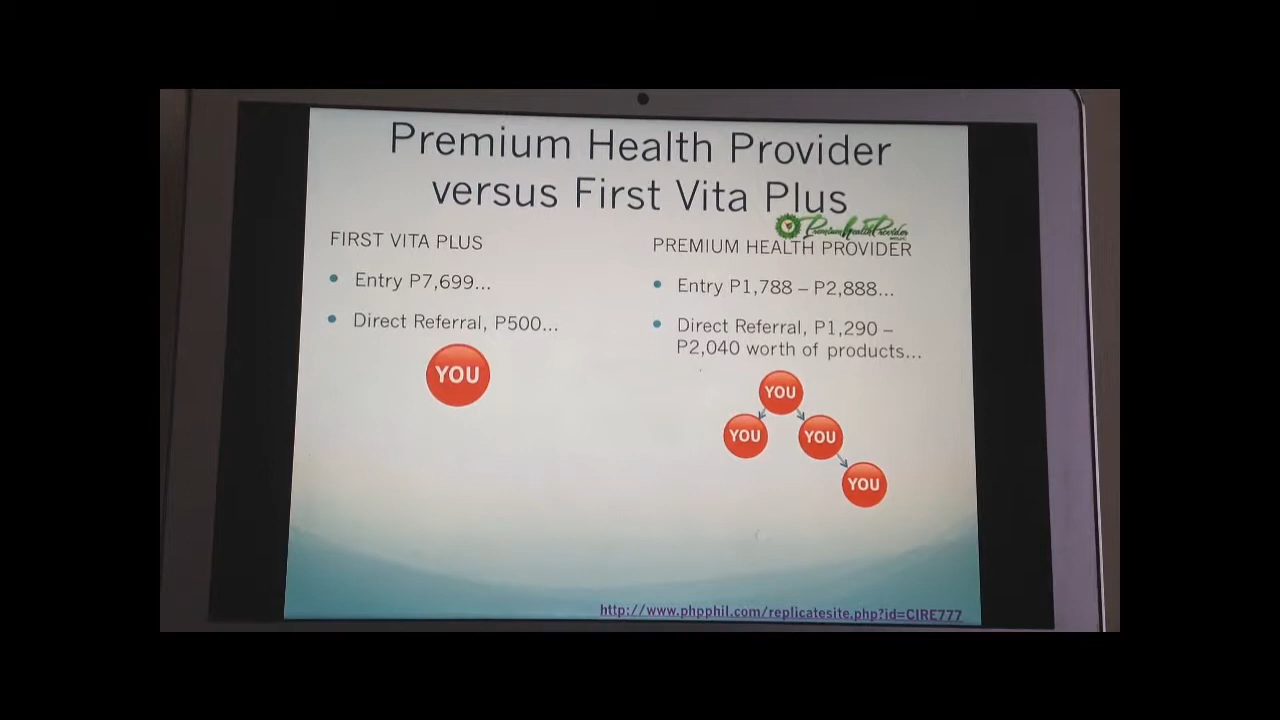 Premium Health Provider
versus First Vita Plus
PremiumHealthProvider
FIRST VITA PLUS
• Entry P7,699...
• Direct Referral, P500...
YOU
PREMIUM HEALTH PROVIDER
• Entry P1,788 – P2,888...
• Direct Referral, P1,290 –
P2,040 worth of products...
YOU
YOU YOU
YOU
http://www.phpphil.com/replicatesite.php?id=CIRE777